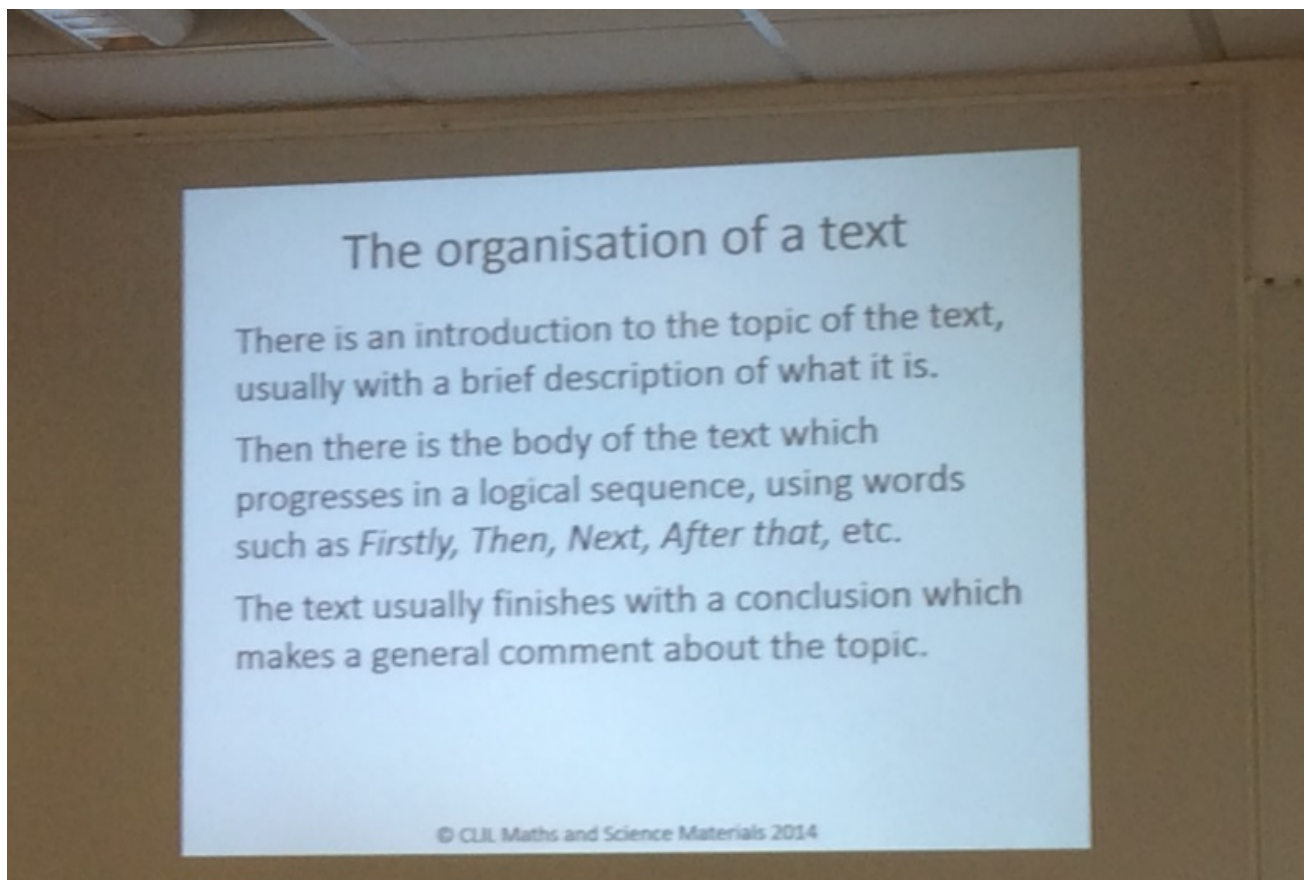 The organisation of a text
There is an introduction to the topic of the text,
usually with a brief description of what it is.
Then there is the body of the text which
progresses in a logical sequence, using words
such as Firstly, Then, Next, After that, etc.
The text usually finishes with a conclusion which
makes a general comment about the topic.
© CLIL Maths and Science Materials 2014